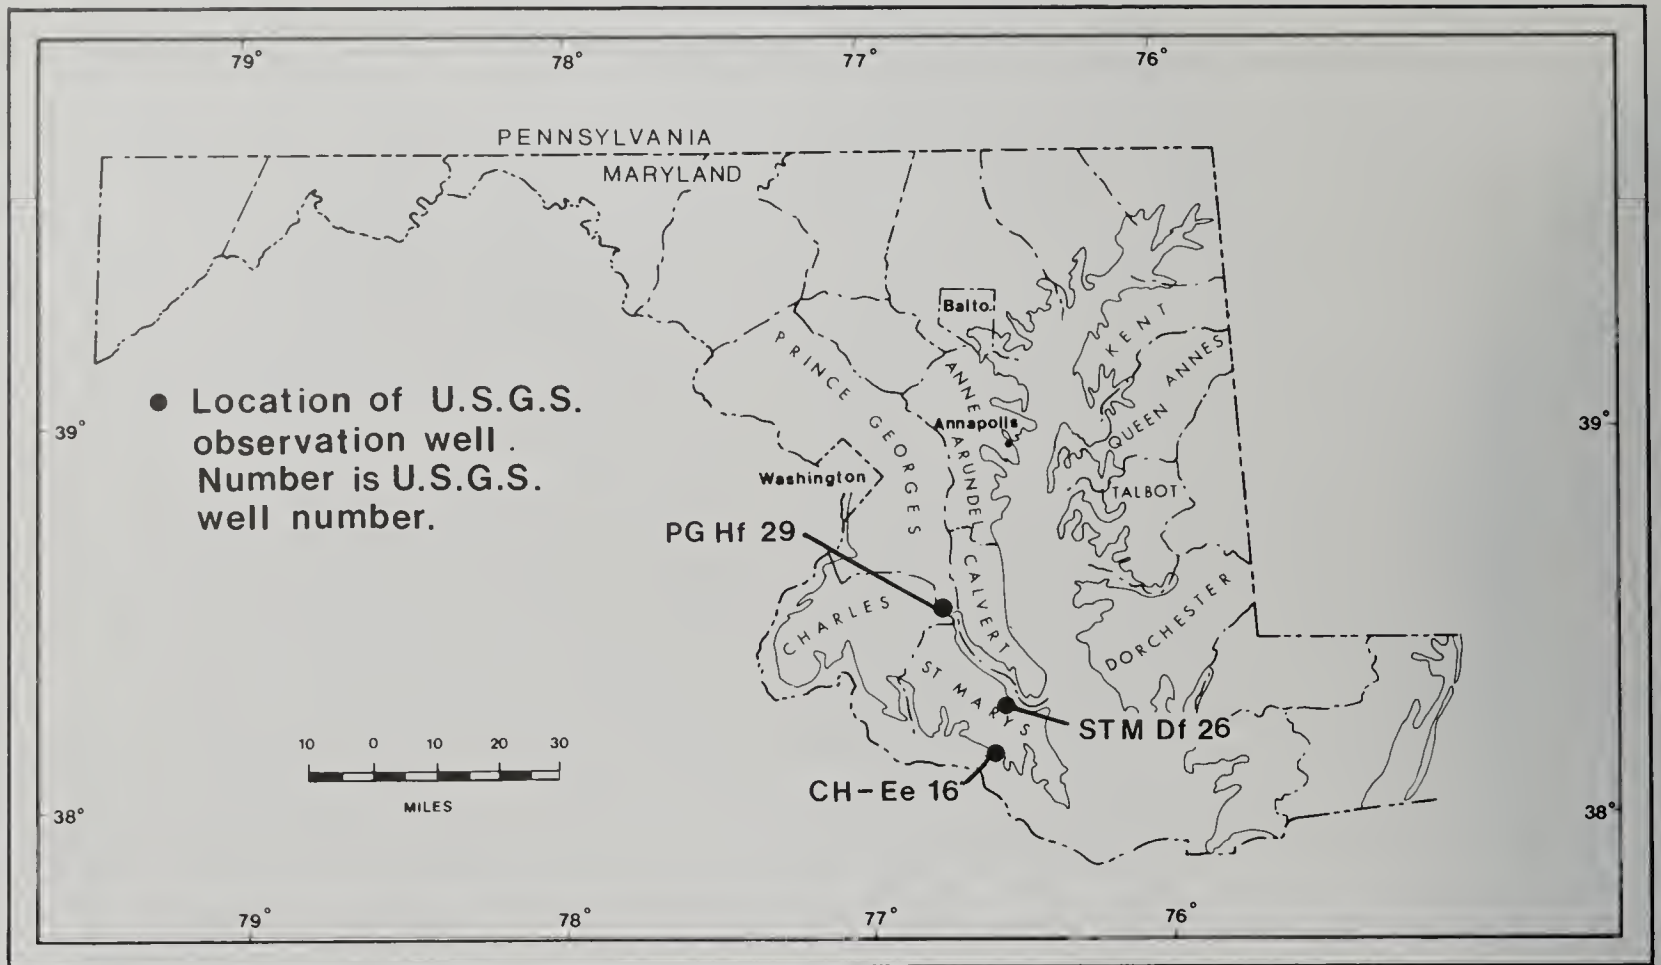 79° 78° 77° 76°
PENNSYLVANIA
MARYLAND
Balto.
KENT
PRINCE GEORGES
ANNE ARUNDEL
QUEEN ANNES
● Location of U.S.G.S.
observation well.
Number is U.S.G.S.
well number.
39° 39°
Annapolis
Washington
TALBOT
PG Hf 29
CALVERT
CHARLES
DORCHESTER
ST MARYS
STM Df 26
CH-Ee 16
10 0 10 20 30
MILES
38° 38°
79° 78° 77° 76°